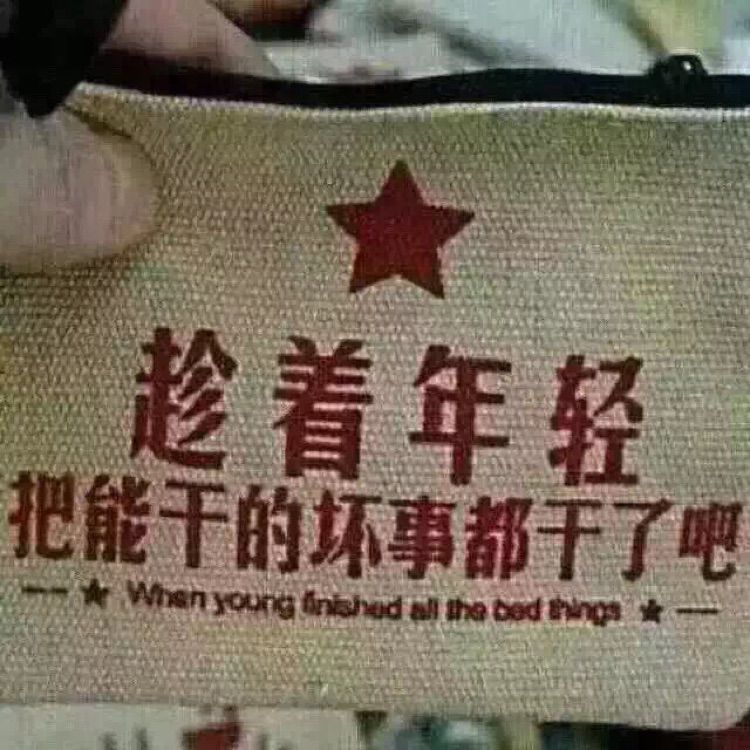 趁着年轻
把能干的坏事都干了吧
When young finished all the bad things